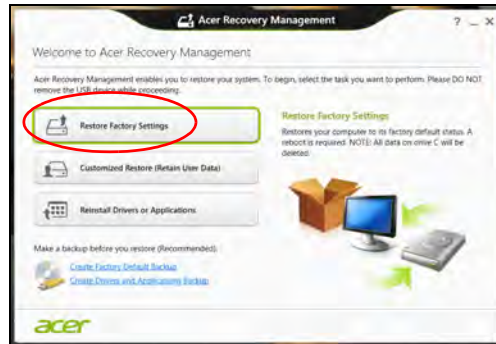 Acer Recovery Management
? _ X
Welcome to Acer Recovery Management
Acer Recovery Management enables you to restore your system. To begin, select the task you want to perform. Please DO NOT
remove the USB device while proceeding.
Restore Factory Settings
Customized Restore (Retain User Data)
Reinstall Drivers or Applications
Restore Factory Settings
Restores your computer to its factory default status. A
reboot is required. NOTE: All data on drive C will be
deleted.
Make a backup before you restore (Recommended).
Create Factory Default Backup
Create Drivers and Applications Backup
acer